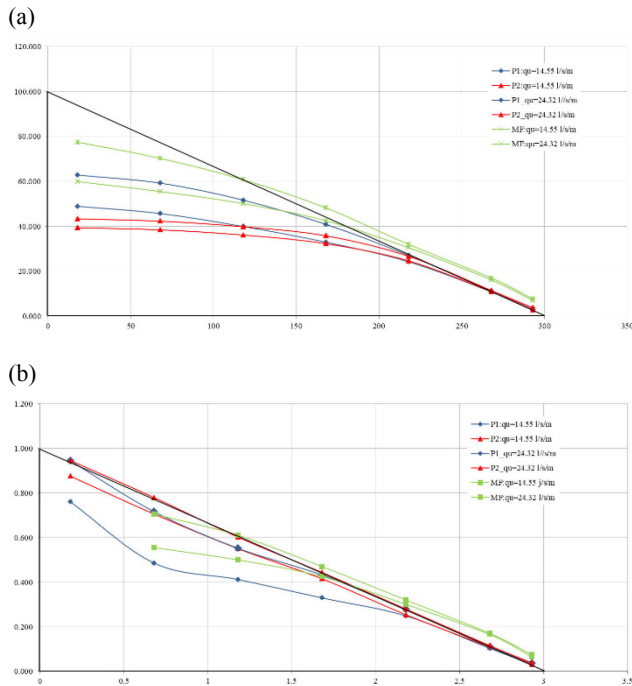 (a)
120.000
P1:qu=14.55 l/s/m
P2:qu=14.55 l/s/m
100.000
P1_qu=24.32 l//s/m
P2_qu=24.32 l/s/m
MF:qu=14.55 l/s/m
80.000
MF:qu=24.32 l/s/m
60.000
40.000
20.000
0.000
0 50 100 150 200 250 300 350
(b)
1.200
P1:qu=14.55 l/s/m
P2:qu=14.55 l/s/m
1.000
P1_qu=24.32 l//s/m
P2_qu=24.32 l/s/m
MF:qu=14.55 j/s/m
0.800
MF:qu=24.32 l/s/m
0.600
0.400
0.200
0.000
0 0.5 1 1.5 2 2.5 3 3.5